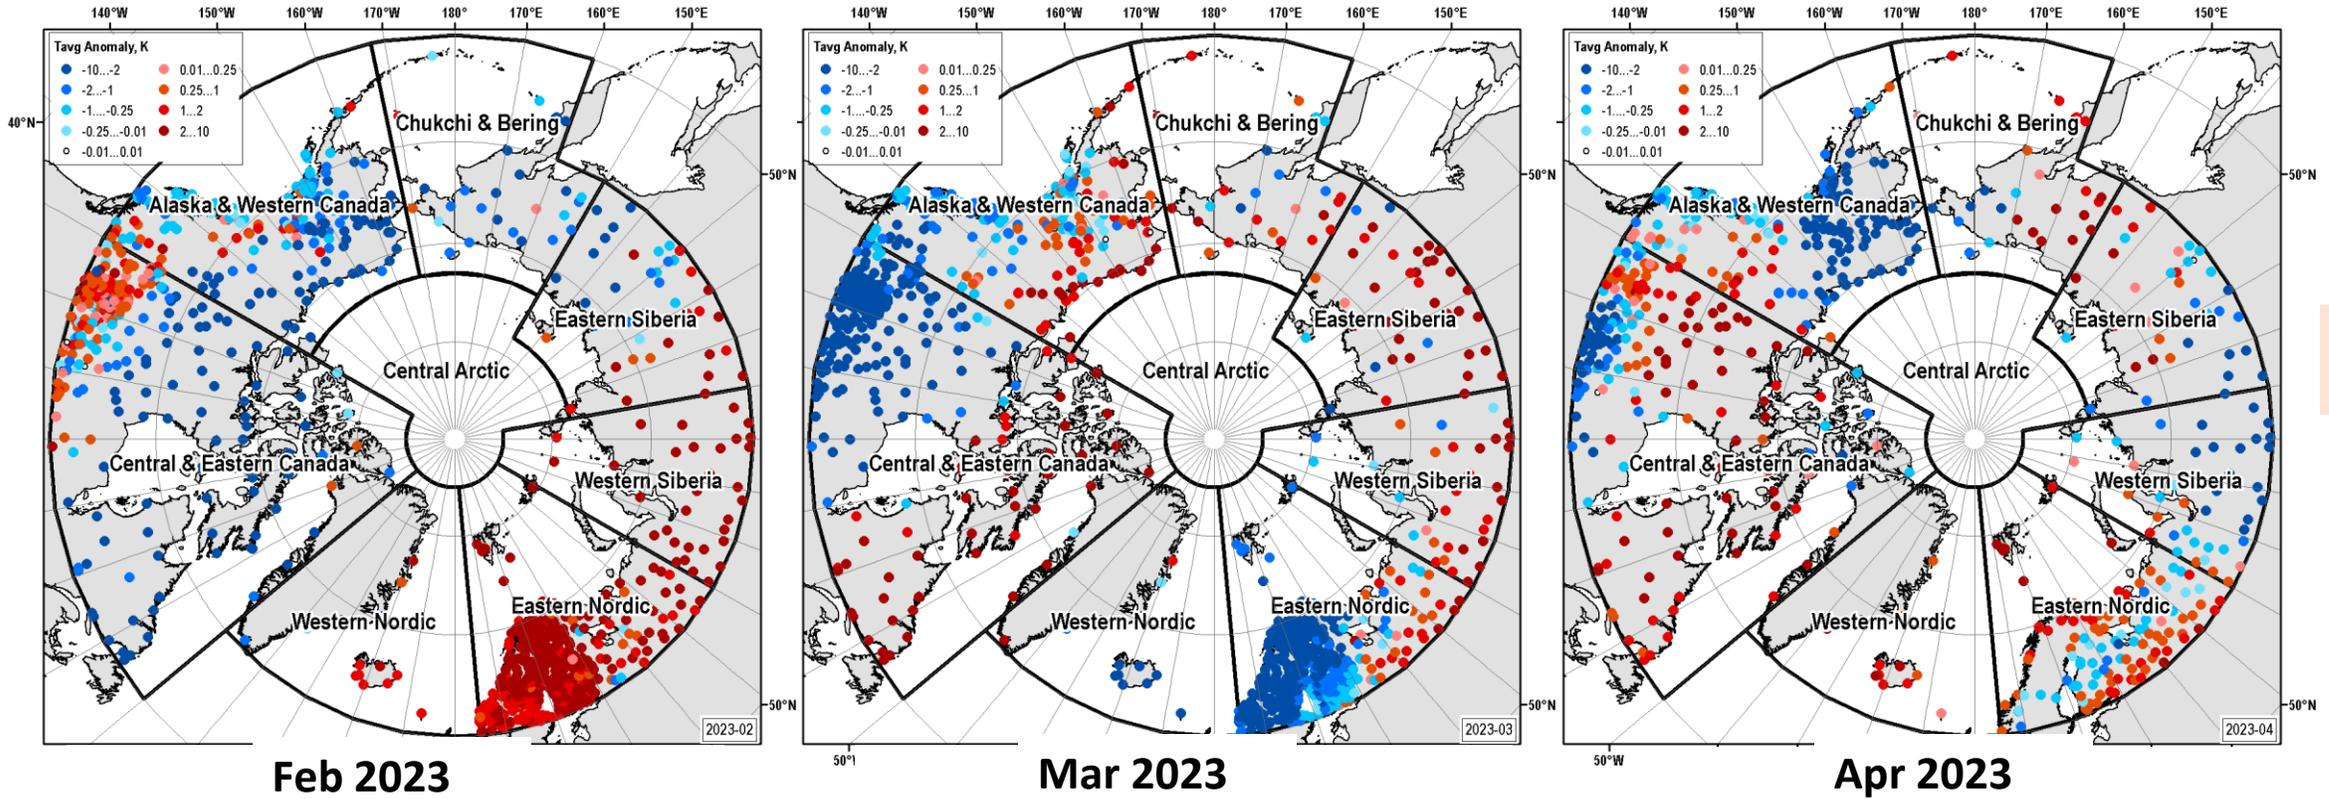 140°W 150°W 160°W 170°W 180° 170°E 160°E 150°E
Tavg Anomaly, K
-10...-2 0.01...0.25
-2...-1 0.25...1
-1....-0.25 1...2
-0.25...-0.01 2...10
-0.01...0.01
40°N
50°N
Chukchi & Bering
Alaska & Western Canada
Eastern Siberia
Central Arctic
Central & Eastern Canada
Western Siberia
Eastern Nordic
Western Nordic
50°N
2023-02
Feb 2023
140°W 150°W 160°W 170°W 180° 170°E 160°E 150°E
Tavg Anomaly, K
-10...-2 0.01...0.25
-2...-1 0.25...1
-1....-0.25 1...2
-0.25...-0.01 2...10
-0.01...0.01
50°N
Chukchi & Bering
Alaska & Western Canada
Eastern Siberia
Central Arctic
Central & Eastern Canada
Western Siberia
Eastern Nordic
Western Nordic
50°N
2023-03
50°1
Mar 2023
140°W 150°W 160°W 170°W 180° 170°E 160°E 150°E
Tavg Anomaly, K
-10...-2 0.01...0.25
-2...-1 0.25...1
-1....-0.25 1...2
-0.25...-0.01 2...10
-0.01...0.01
50°N
Chukchi & Bering
Alaska & Western Canada
Eastern Siberia
Central Arctic
Central & Eastern Canada
Western Siberia
Eastern Nordic
Western Nordic
50°N
2023-04
50°W
Apr 2023